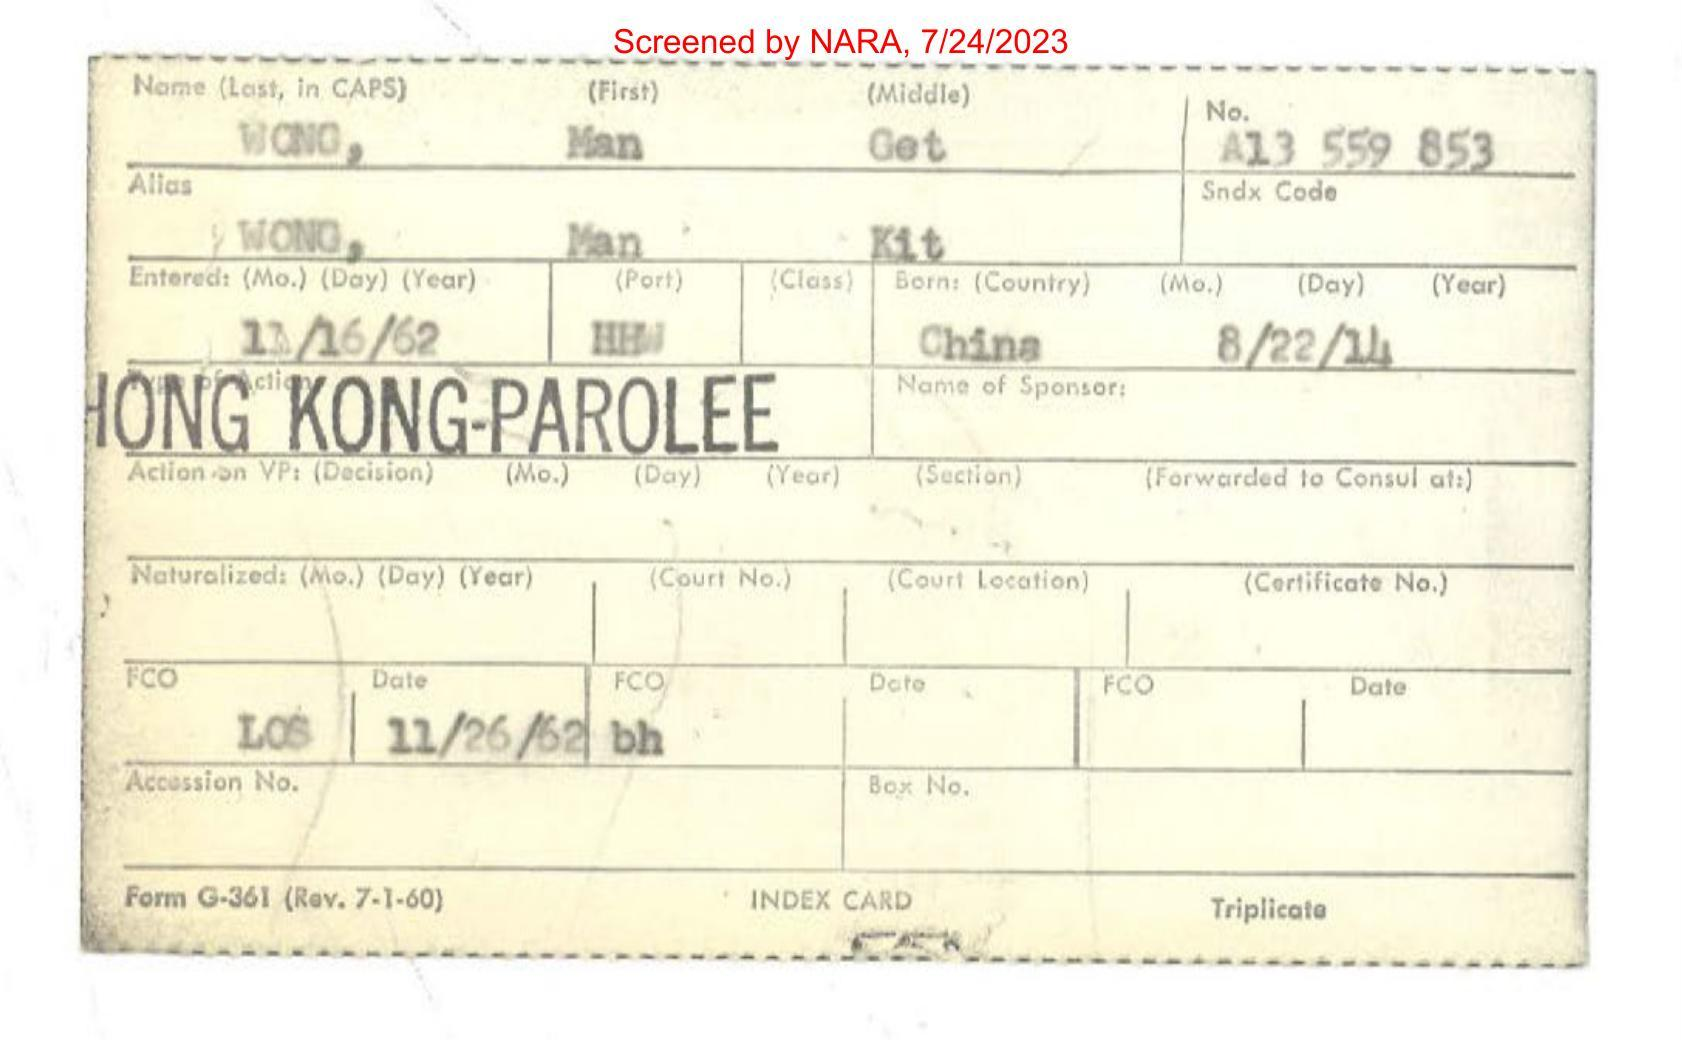 Screened by NARA, 7/24/2023
Name (Last, in CAPS) (First) (Middle) No.
WONG, Man Get A13 559 853
Alias Sndx Code
WONG, Man Kit
Entered: (Mo.) (Day) (Year) (Port) (Class) Born: (Country) (Mo.) (Day) (Year)
11/16/62 HHW China 8/22/14
Type of Action Name of Sponsor:
HONG KONG-PAROLEE
Action on VP: (Decision) (Mo.) (Day) (Year) (Section) (Forwarded to Consul at:)
Naturalized: (Mo.) (Day) (Year) (Court No.) (Court Location) (Certificate No.)
FCO Date FCO Date FCO Date
LOS 11/26/62 bh
Accession No. Box No.
Form G-361 (Rev. 7-1-60) INDEX CARD Triplicate